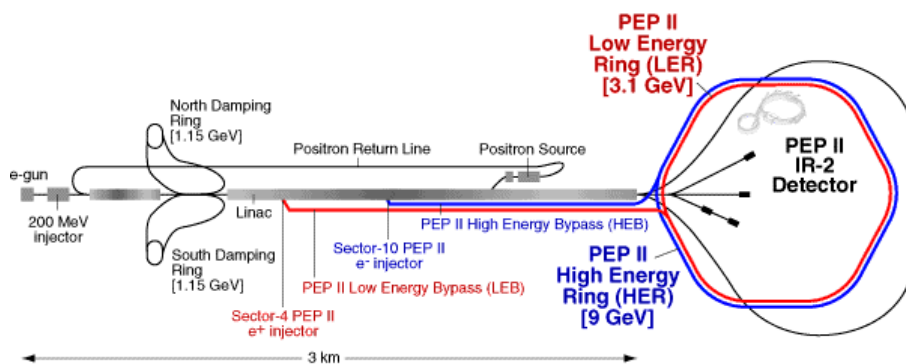 PEP II
Low Energy
Ring (LER)
[3.1 GeV]
North Damping
Ring
[1.15 GeV]
Positron Return Line
Positron Source
e-gun
200 MeV
injector
Linac
PEP II
IR-2
Detector
PEP II High Energy Bypass (HEB)
Sector-10 PEP II
e- injector
South Damping
Ring
[1.15 GeV]
PEP II Low Energy Bypass (LEB)
Sector-4 PEP II
e+ injector
PEP II
High Energy
Ring (HER)
[9 GeV]
3 km